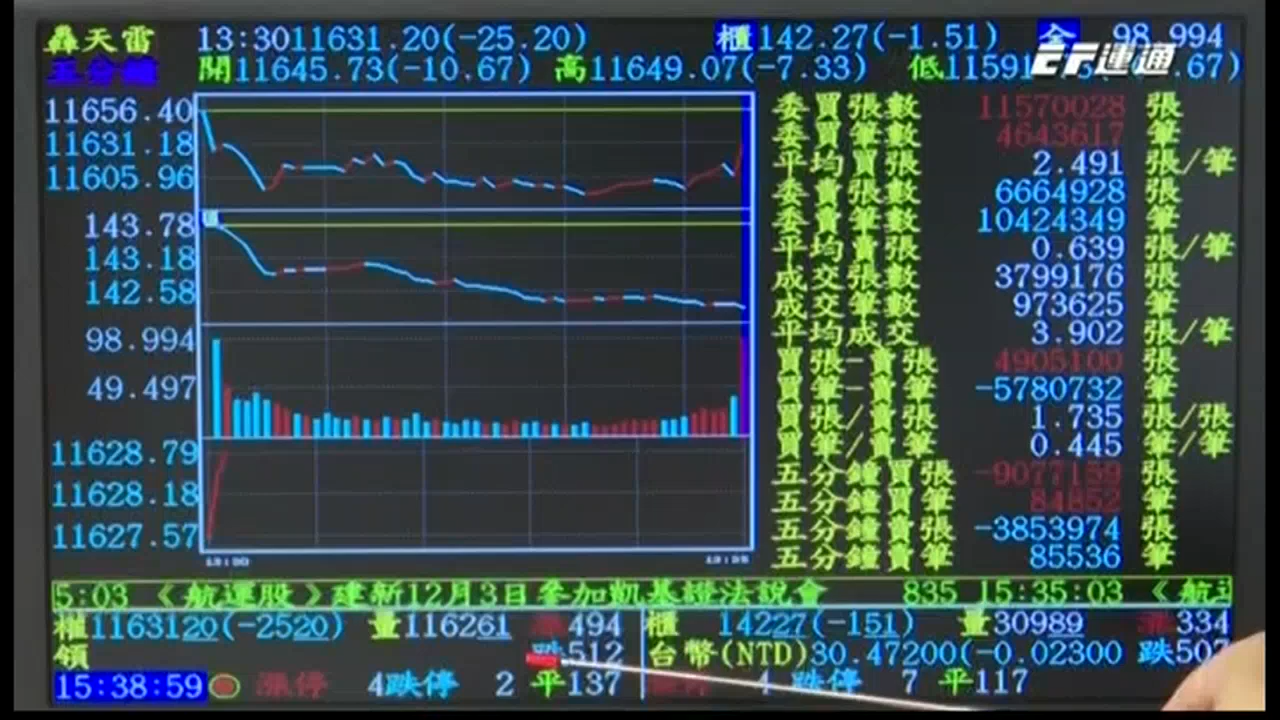 轟天雷 13:30 11631.20(-25.20) 櫃142.27(-1.51) 金 98.994
開11645.73(-10.67) 高11649.07(-7.33) 低11591
ET運通
11656.40
11631.18
11605.96
143.78
143.18
142.58
98.994
49.497
11628.79
11628.18
11627.57
委買張數 11570028 張
委買筆數 4643617 筆
平均買張 2.491 張/筆
委賣張數 6664928 張
委賣筆數 10424349 筆
平均賣張 0.639 張/筆
成交張數 3799176 張
成交筆數 973625 筆
平均成交 3.902 張/筆
買張-賣張 4905100 張
買筆-賣筆 -5780732 筆
買張/賣張 1.735 張/張
買筆/賣筆 0.445 筆/筆
五分鐘買張 -9077159 張
五分鐘買筆 84852 筆
五分鐘賣張 -3853974 張
五分鐘賣筆 85536 筆
5:03 《航運股》建新12月3日參加凱基證法說會 835 15:35:03 《航運
櫃1163120(-2520) 量116261 漲494 櫃 14227(-151) 量30989 漲334
領 跌512 台幣(NTD)30.47200(-0.02300 跌507
15:38:59 漲停 4跌停 2 平137 漲停 4 跌停 7 平117